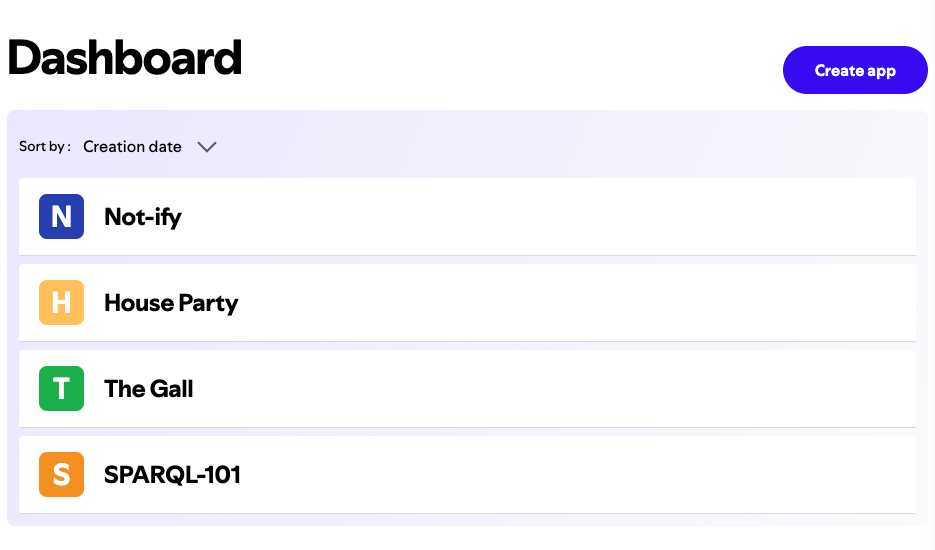 Dashboard
Create app
Sort by : Creation date
N Not-ify
H House Party
T The Gall
S SPARQL-101